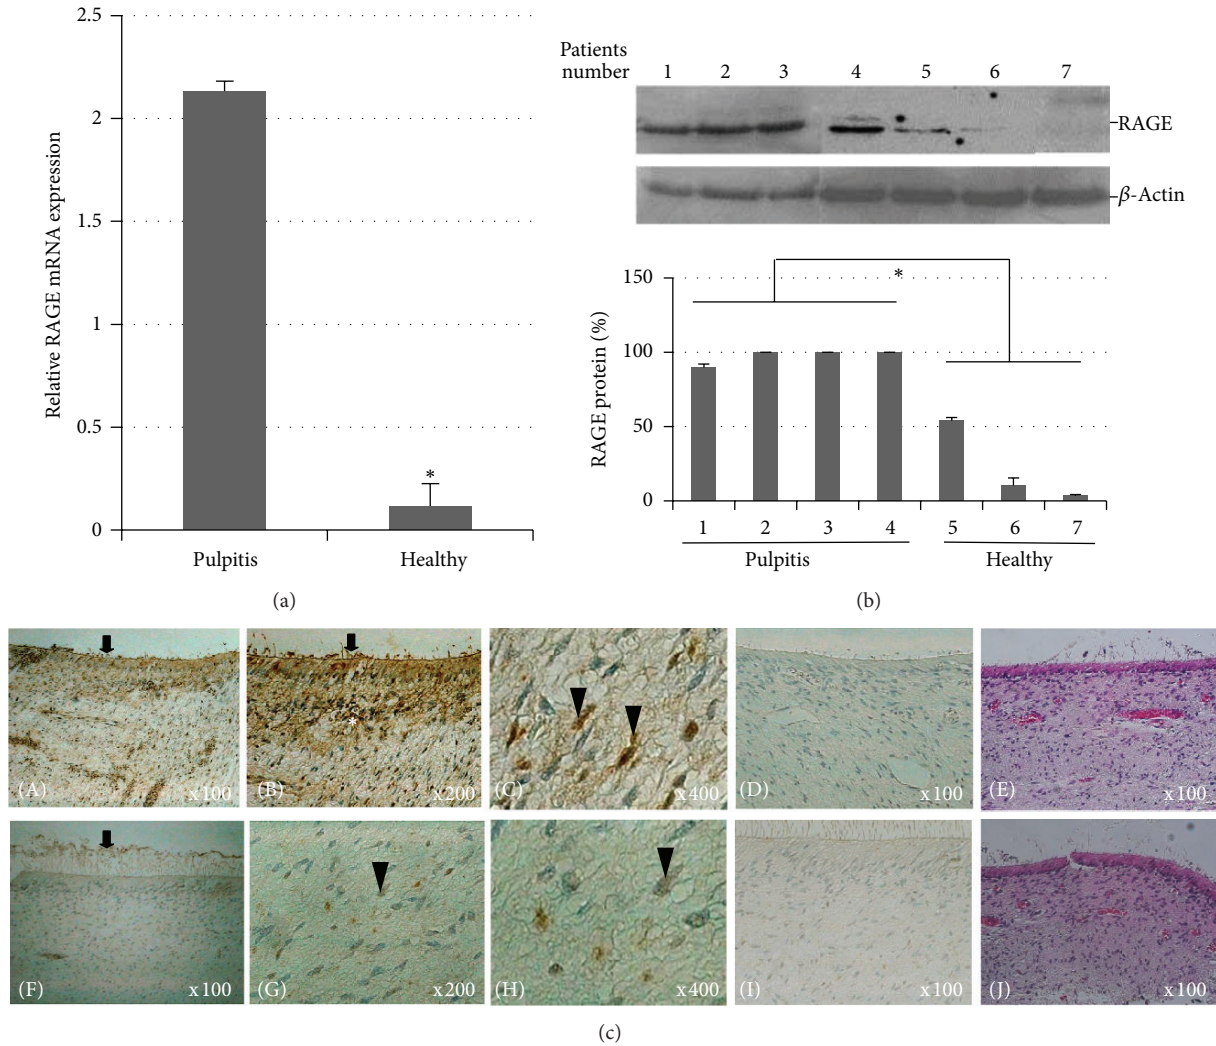 2.5
2
1.5
1
0.5
0
Relative RAGE mRNA expression
*
Pulpitis Healthy
(a)
Patients
number 1 2 3 4 5 6 7
RAGE
β-Actin
150
100
50
0
RAGE protein (%)
*
1 2 3 4 5 6 7
Pulpitis Healthy
(b)
(A) x100 (B) * x200 (C) x400 (D) x100 (E) x100
(F) x100 (G) x200 (H) x400 (I) x100 (J) x100
(c)